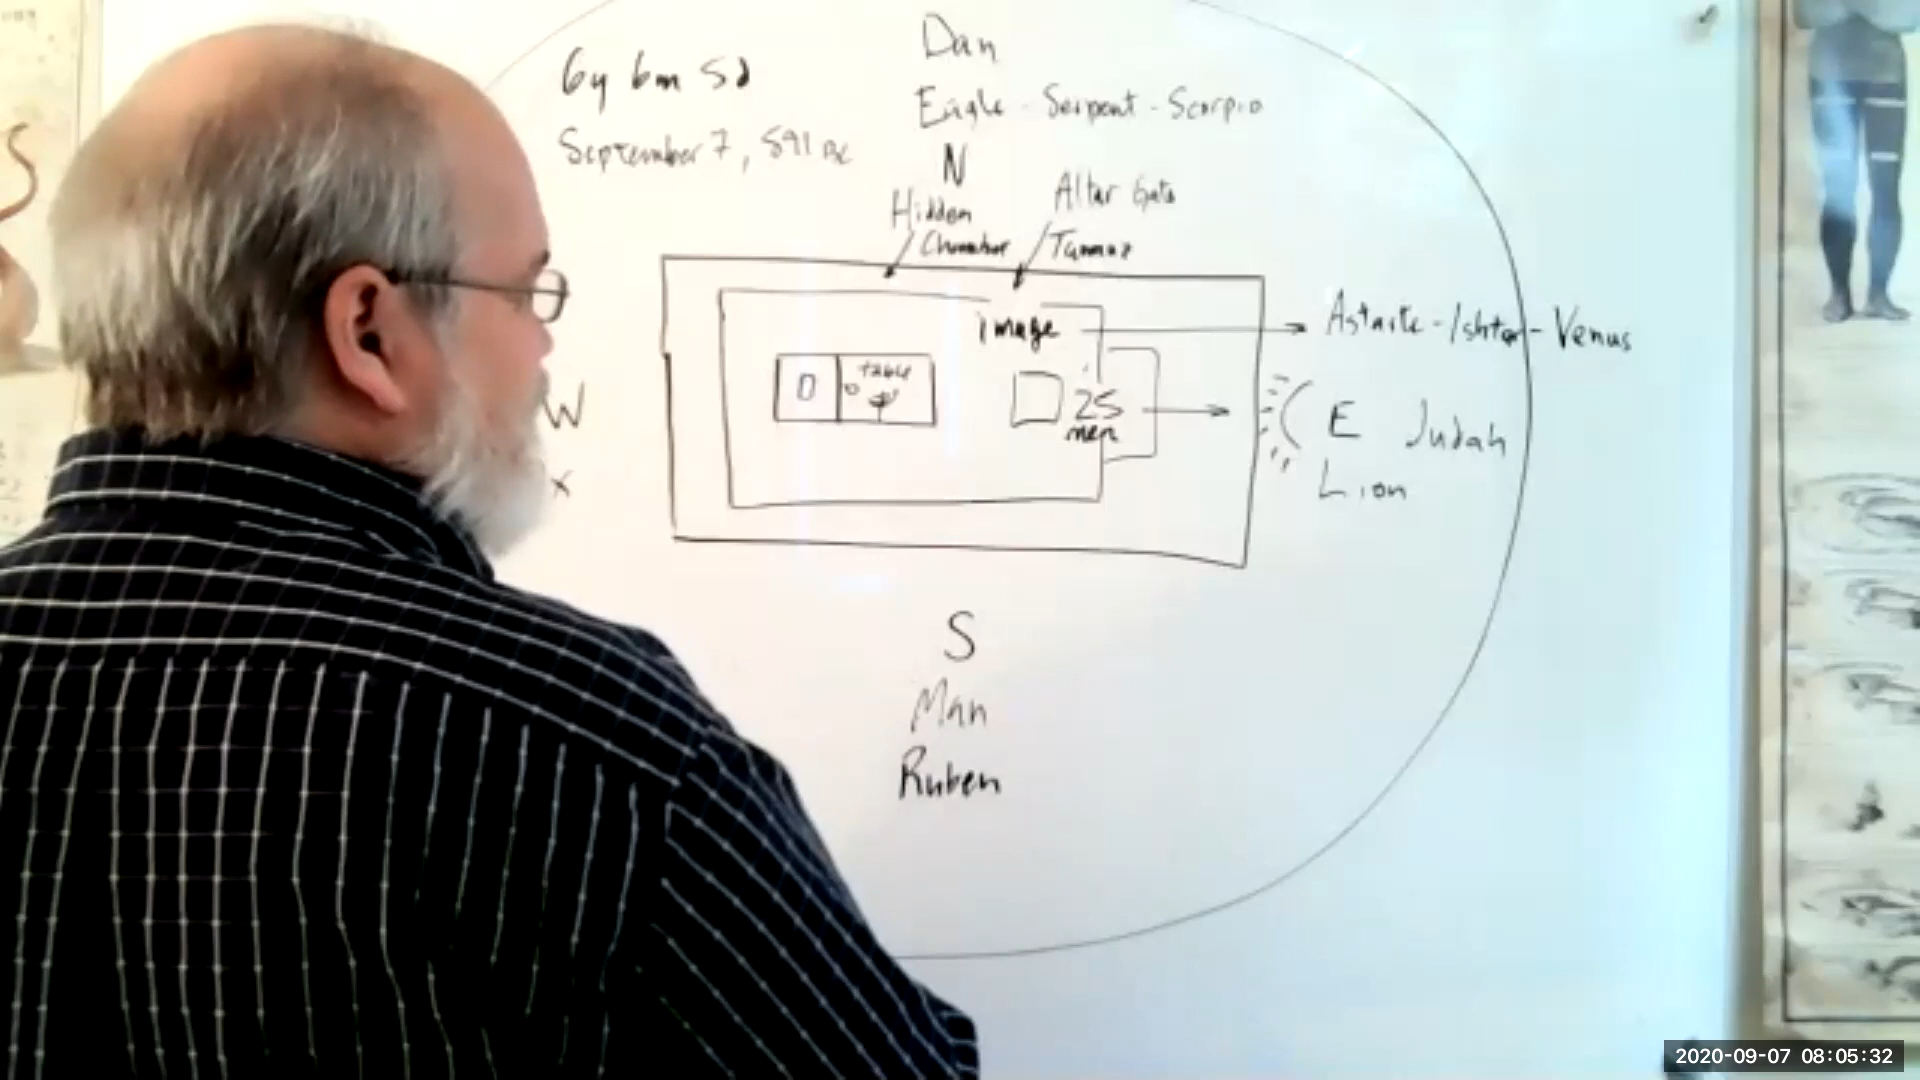 Dan
6y 6m 5d
Eagle - Serpent - Scorpio
September 7, 591 BC
N
Altar Gate
Hidden
Chamber
Tammuz
image
Astarte - Ishtar - Venus
table
25
men
W
E Judah
x
Lion
S
Man
Ruben
2020-09-07 08:05:32